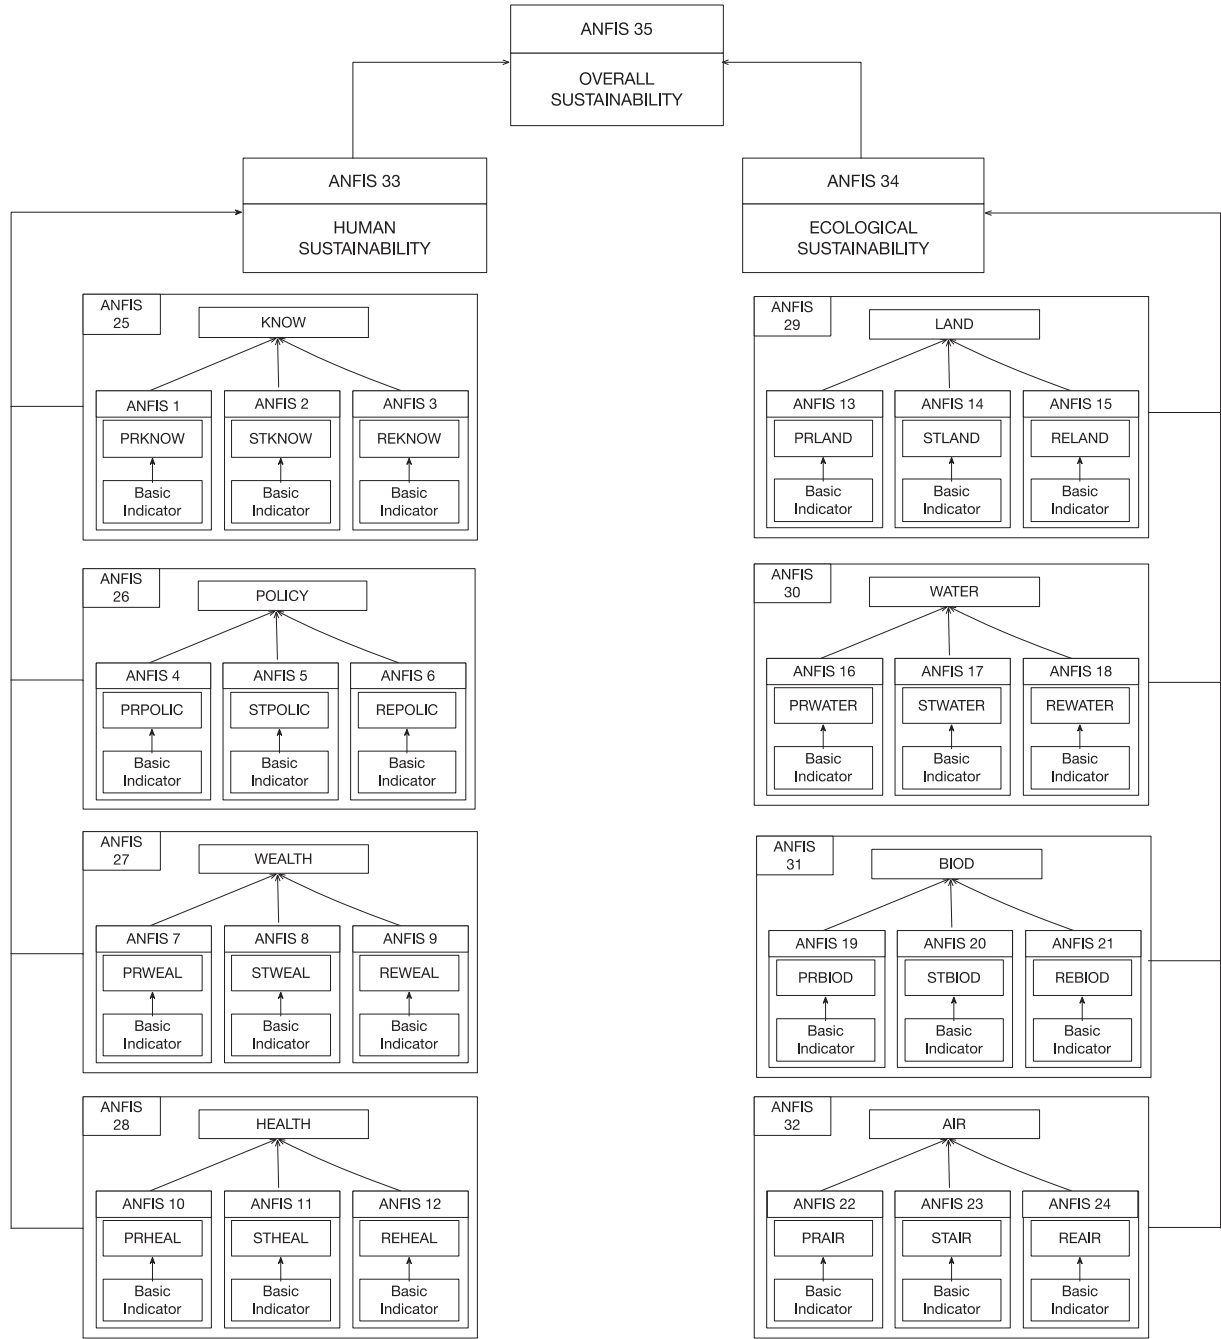 ANFIS 35
OVERALL
SUSTAINABILITY
ANFIS 33
HUMAN
SUSTAINABILITY
ANFIS 34
ECOLOGICAL
SUSTAINABILITY
ANFIS
25
KNOW
ANFIS 1
ANFIS 2
ANFIS 3
PRKNOW
STKNOW
REKNOW
Basic
Indicator
Basic
Indicator
Basic
Indicator
ANFIS
26
POLICY
ANFIS 4
ANFIS 5
ANFIS 6
PRPOLIC
STPOLIC
REPOLIC
Basic
Indicator
Basic
Indicator
Basic
Indicator
ANFIS
27
WEALTH
ANFIS 7
ANFIS 8
ANFIS 9
PRWEAL
STWEAL
REWEAL
Basic
Indicator
Basic
Indicator
Basic
Indicator
ANFIS
28
HEALTH
ANFIS 10
ANFIS 11
ANFIS 12
PRHEAL
STHEAL
REHEAL
Basic
Indicator
Basic
Indicator
Basic
Indicator
ANFIS
29
LAND
ANFIS 13
ANFIS 14
ANFIS 15
PRLAND
STLAND
RELAND
Basic
Indicator
Basic
Indicator
Basic
Indicator
ANFIS
30
WATER
ANFIS 16
ANFIS 17
ANFIS 18
PRWATER
STWATER
REWATER
Basic
Indicator
Basic
Indicator
Basic
Indicator
ANFIS
31
BIOD
ANFIS 19
ANFIS 20
ANFIS 21
PRBIOD
STBIOD
REBIOD
Basic
Indicator
Basic
Indicator
Basic
Indicator
ANFIS
32
AIR
ANFIS 22
ANFIS 23
ANFIS 24
PRAIR
STAIR
REAIR
Basic
Indicator
Basic
Indicator
Basic
Indicator